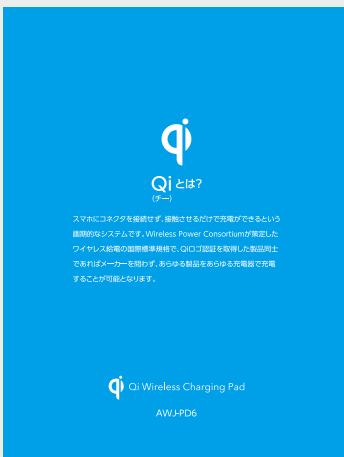 qi
Qi とは?
(チー)
スマホにコネクタを接続せず、接触させるだけで充電ができるという
画期的なシステムです。Wireless Power Consortiumが策定した
ワイヤレス給電の国際標準規格で、Qiロゴ認証を取得した製品同士
であればメーカーを問わず、あらゆる製品をあらゆる充電器で充電
することが可能となります。
qi Qi Wireless Charging Pad
AWJ-PD6